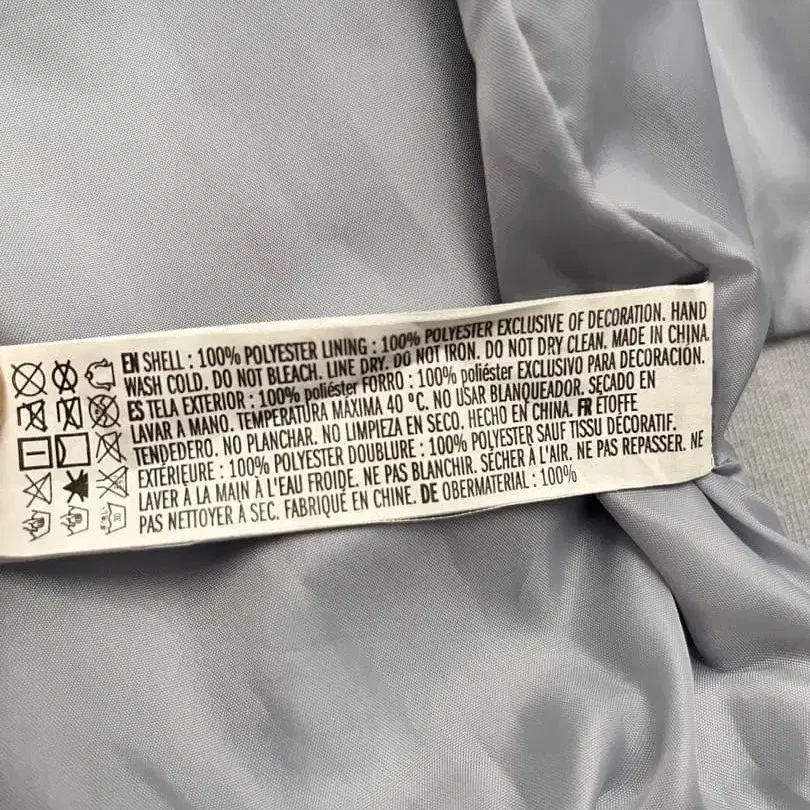 EN SHELL : 100% POLYESTER LINING : 100% POLYESTER EXCLUSIVE OF DECORATION. HAND
WASH COLD. DO NOT BLEACH. LINE DRY. DO NOT IRON. DO NOT DRY CLEAN. MADE IN CHINA.
ES TELA EXTERIOR : 100% poliéster FORRO : 100% poliéster EXCLUSIVO PARA DECORACIÓN.
LAVAR A MANO. TEMPERATURA MÁXIMA 40 °C. NO USAR BLANQUEADOR. SECADO EN
TENDEDERO. NO PLANCHAR. NO LIMPIEZA EN SECO. HECHO EN CHINA. FR ÉTOFFE
EXTÉRIEURE : 100% POLYESTER DOUBLURE : 100% POLYESTER SAUF TISSU DÉCORATIF.
LAVER À LA MAIN À L'EAU FROIDE. NE PAS BLANCHIR. SÉCHER À L'AIR. NE PAS REPASSER. NE
PAS NETTOYER À SEC. FABRIQUÉ EN CHINE. DE OBERMATERIAL : 100%